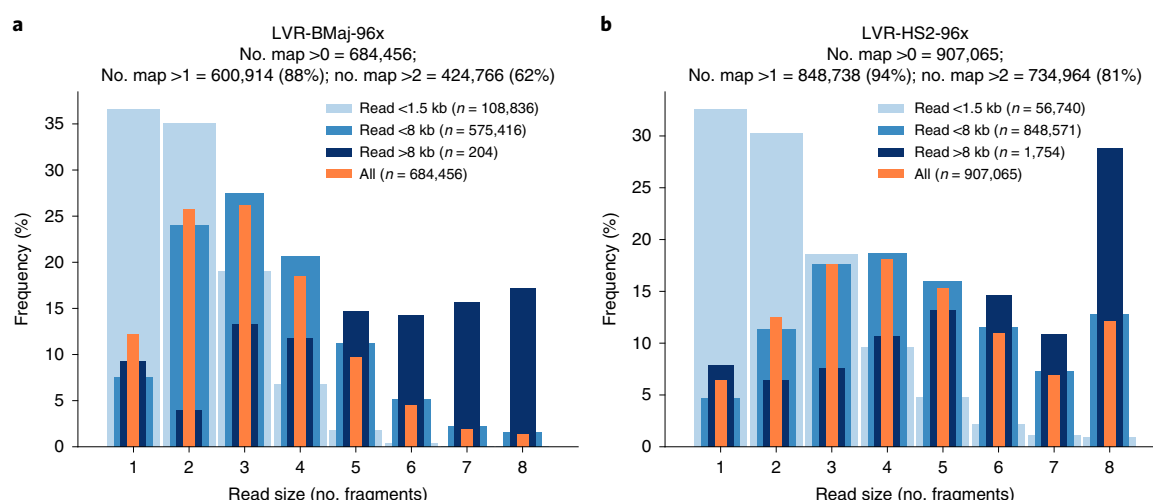 a
LVR-BMaj-96x
No. map >0 = 684,456;
No. map >1 = 600,914 (88%); no. map >2 = 424,766 (62%)
Read <1.5 kb (n = 108,836)
Read <8 kb (n = 575,416)
Read >8 kb (n = 204)
All (n = 684,456)
Frequency (%)
35
30
25
20
15
10
5
0
1 2 3 4 5 6 7 8
Read size (no. fragments)
b
LVR-HS2-96x
No. map >0 = 907,065;
No. map >1 = 848,738 (94%); no. map >2 = 734,964 (81%)
Read <1.5 kb (n = 56,740)
Read <8 kb (n = 848,571)
Read >8 kb (n = 1,754)
All (n = 907,065)
Frequency (%)
30
25
20
15
10
5
0
1 2 3 4 5 6 7 8
Read size (no. fragments)